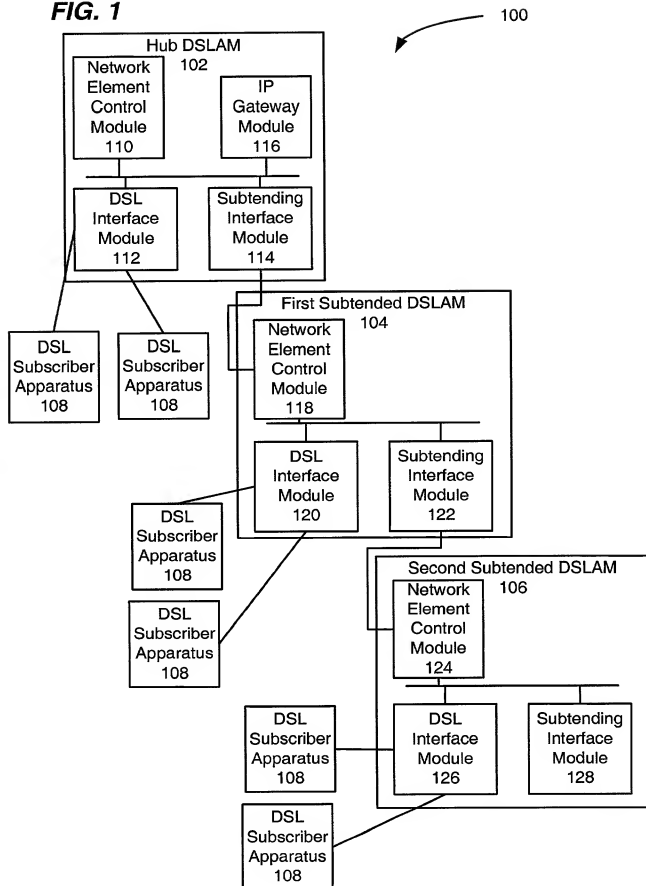 FIG. 1
100
Hub DSLAM
102
Network
Element
Control
Module
110
IP
Gateway
Module
116
DSL
Interface
Module
112
Subtending
Interface
Module
114
First Subtended DSLAM
104
Network
Element
Control
Module
118
DSL
Subscriber
Apparatus
108
DSL
Subscriber
Apparatus
108
DSL
Interface
Module
120
Subtending
Interface
Module
122
DSL
Subscriber
Apparatus
108
DSL
Subscriber
Apparatus
108
Second Subtended DSLAM
106
Network
Element
Control
Module
124
DSL
Interface
Module
126
Subtending
Interface
Module
128
DSL
Subscriber
Apparatus
108
DSL
Subscriber
Apparatus
108